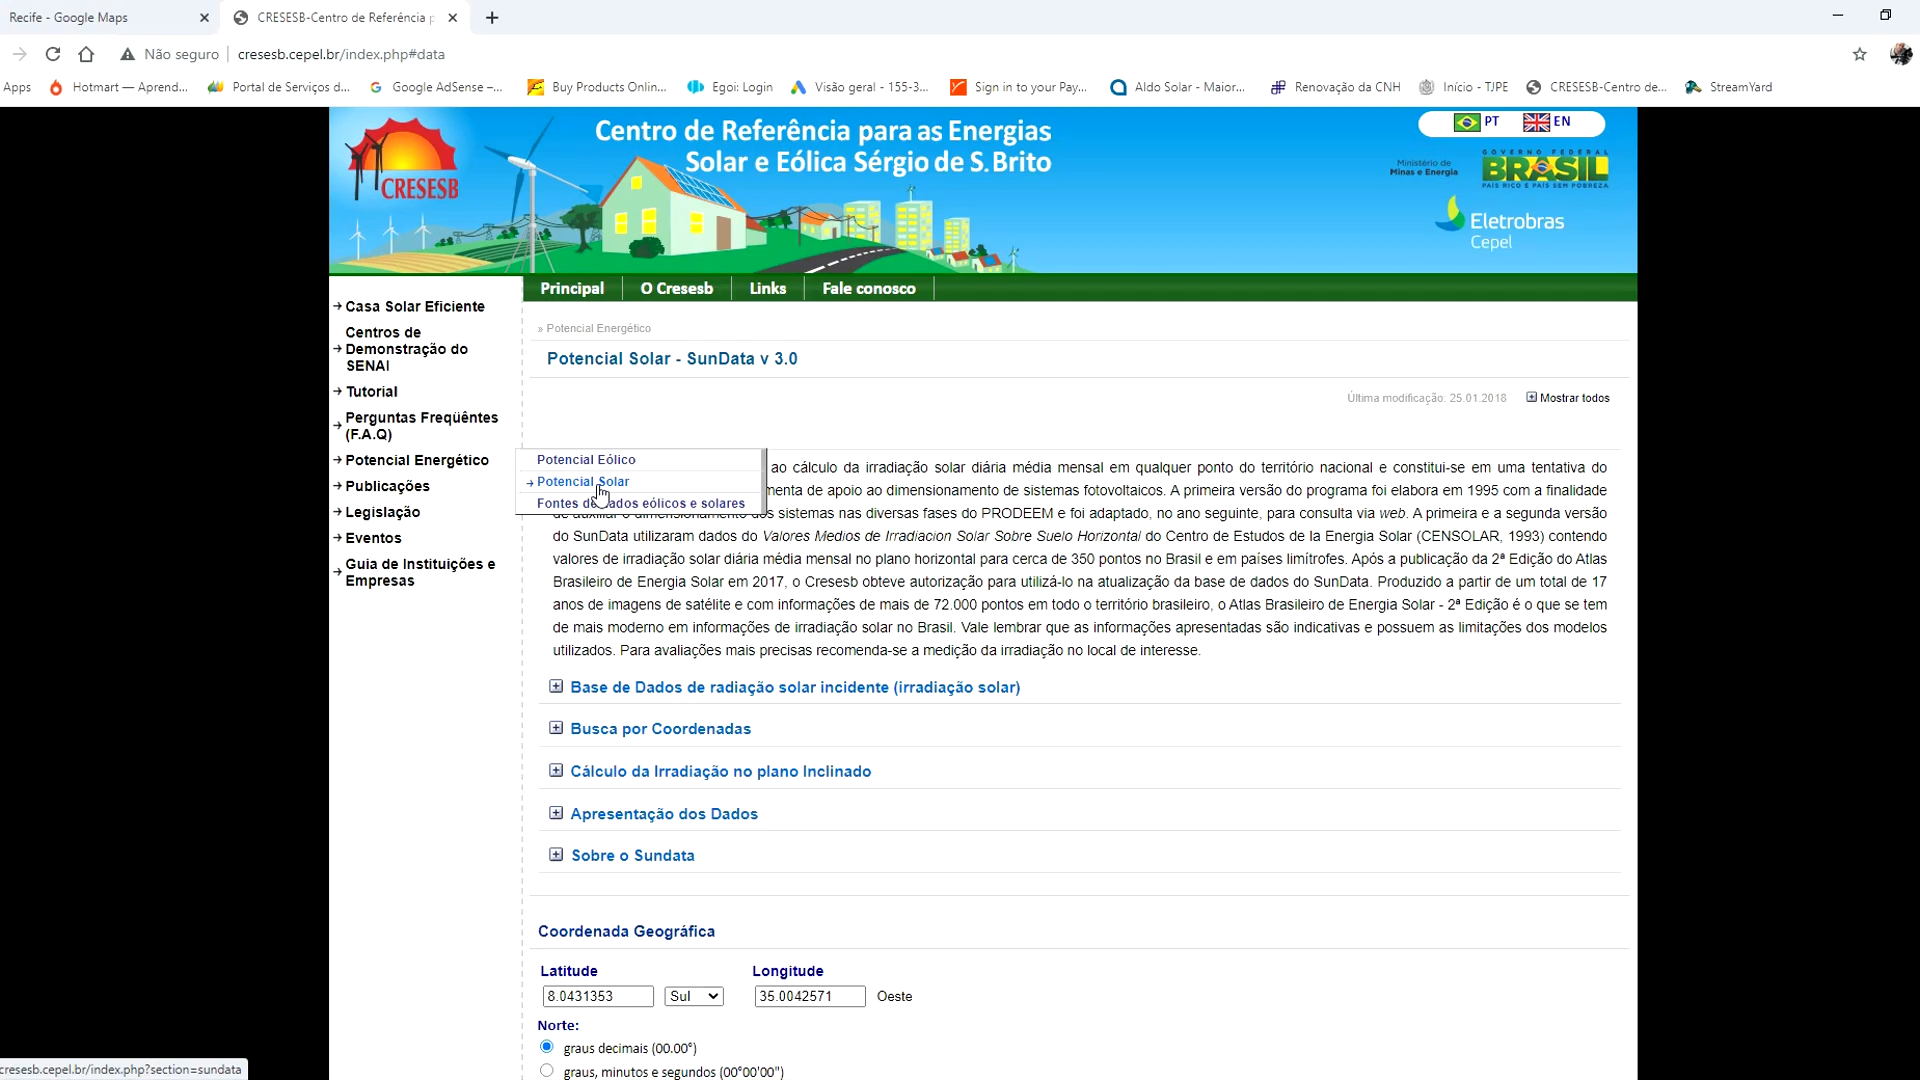 Recife - Google Maps
CRESESB-Centro de Referência p
Não seguro
cresesb.cepel.br/index.php#data
Apps
Hotmart — Aprend...
Portal de Serviços d...
Google AdSense –...
Buy Products Onlin...
Egoi: Login
Visão geral - 155-3...
Sign in to your Pay...
Aldo Solar - Maior...
Renovação da CNH
Início - TJPE
CRESESB-Centro de...
StreamYard
CRESESB
Centro de Referência para as Energias
Solar e Eólica Sérgio de S. Brito
PT
EN
Ministério de
Minas e Energia
GOVERNO FEDERAL
BRASIL
PAÍS RICO É PAÍS SEM POBREZA
Eletrobras
Cepel
Principal
O Cresesb
Links
Fale conosco
Casa Solar Eficiente
Centros de
Demonstração do
SENAI
Tutorial
Perguntas Freqüêntes
(F.A.Q)
Potencial Energético
Publicações
Legislação
Eventos
Guia de Instituições e
Empresas
Potencial Eólico
Potencial Solar
Fontes de dados eólicos e solares
» Potencial Energético
Potencial Solar - SunData v 3.0
Última modificação: 25.01.2018
Mostrar todos
ao cálculo da irradiação solar diária média mensal em qualquer ponto do território nacional e constitui-se em uma tentativa do
menta de apoio ao dimensionamento de sistemas fotovoltaicos. A primeira versão do programa foi elabora em 1995 com a finalidade
de auxiliar o dimensionamento dos sistemas nas diversas fases do PRODEEM e foi adaptado, no ano seguinte, para consulta via web. A primeira e a segunda versão
do SunData utilizaram dados do Valores Medios de Irradiacion Solar Sobre Suelo Horizontal do Centro de Estudos de la Energia Solar (CENSOLAR, 1993) contendo
valores de irradiação solar diária média mensal no plano horizontal para cerca de 350 pontos no Brasil e em países limítrofes. Após a publicação da 2ª Edição do Atlas
Brasileiro de Energia Solar em 2017, o Cresesb obteve autorização para utilizá-lo na atualização da base de dados do SunData. Produzido a partir de um total de 17
anos de imagens de satélite e com informações de mais de 72.000 pontos em todo o território brasileiro, o Atlas Brasileiro de Energia Solar - 2ª Edição é o que se tem
de mais moderno em informações de irradiação solar no Brasil. Vale lembrar que as informações apresentadas são indicativas e possuem as limitações dos modelos
utilizados. Para avaliações mais precisas recomenda-se a medição da irradiação no local de interesse.
Base de Dados de radiação solar incidente (irradiação solar)
Busca por Coordenadas
Cálculo da Irradiação no plano Inclinado
Apresentação dos Dados
Sobre o Sundata
Coordenada Geográfica
Latitude
Longitude
8.0431353
Sul
35.0042571
Oeste
Norte:
graus decimais (00.00°)
graus, minutos e segundos (00°00'00")
cresesb.cepel.br/index.php?section=sundata